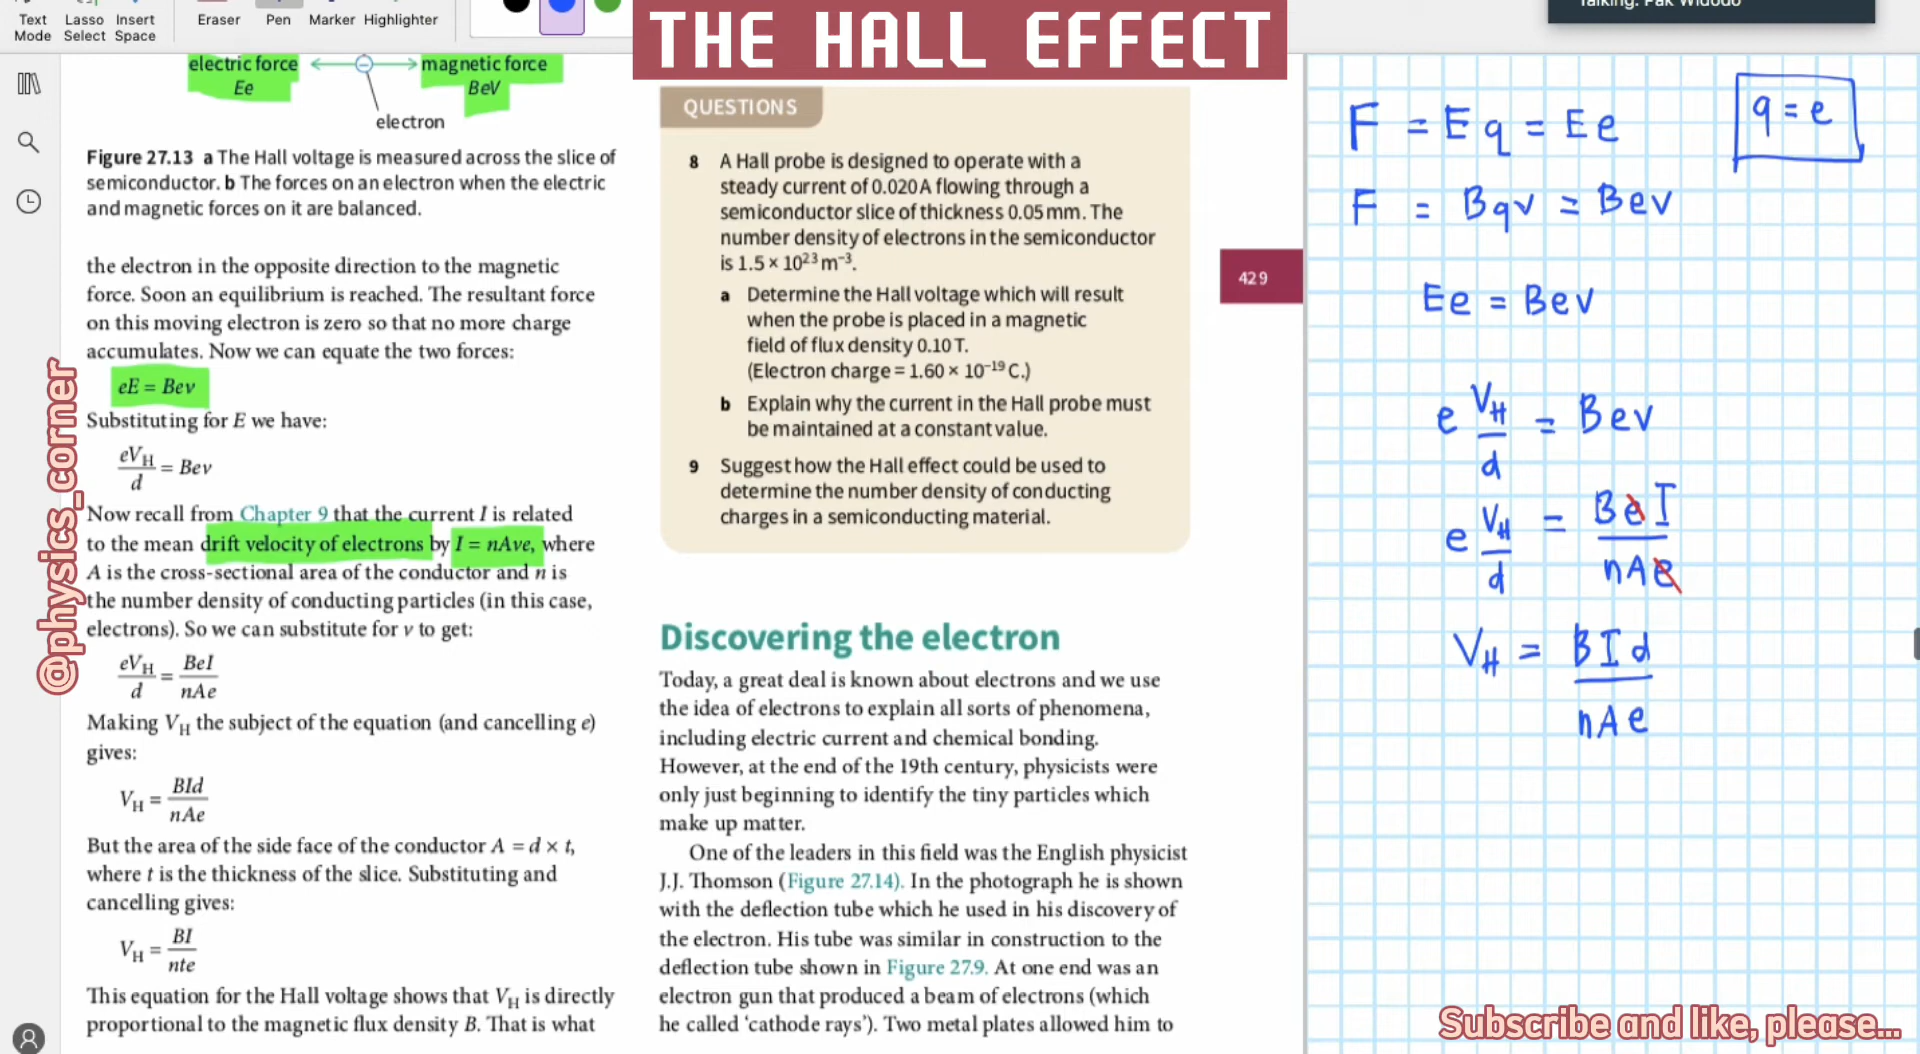 Text
Mode
Lasso
Select
Insert
Space
Eraser
Pen
Marker
Highlighter
THE HALL EFFECT
Talking: Pak Widodo
electric force
Ee
magnetic force
BeV
electron
Figure 27.13 a The Hall voltage is measured across the slice of
semiconductor. b The forces on an electron when the electric
and magnetic forces on it are balanced.
the electron in the opposite direction to the magnetic
force. Soon an equilibrium is reached. The resultant force
on this moving electron is zero so that no more charge
accumulates. Now we can equate the two forces:
eE = Bev
Substituting for E we have:
eV_H/d = Bev
Now recall from Chapter 9 that the current I is related
to the mean drift velocity of electrons by I = nAve, where
A is the cross-sectional area of the conductor and n is
the number density of conducting particles (in this case,
electrons). So we can substitute for v to get:
eV_H/d = BeI/nAe
Making V_H the subject of the equation (and cancelling e)
gives:
V_H = BId/nAe
But the area of the side face of the conductor A = d × t,
where t is the thickness of the slice. Substituting and
cancelling gives:
V_H = BI/nte
This equation for the Hall voltage shows that V_H is directly
proportional to the magnetic flux density B. That is what
@physics_corner
QUESTIONS
8 A Hall probe is designed to operate with a
steady current of 0.020 A flowing through a
semiconductor slice of thickness 0.05 mm. The
number density of electrons in the semiconductor
is 1.5 × 10²³ m⁻³.
a Determine the Hall voltage which will result
when the probe is placed in a magnetic
field of flux density 0.10 T.
(Electron charge = 1.60 × 10⁻¹⁹ C.)
b Explain why the current in the Hall probe must
be maintained at a constant value.
9 Suggest how the Hall effect could be used to
determine the number density of conducting
charges in a semiconducting material.
429
Discovering the electron
Today, a great deal is known about electrons and we use
the idea of electrons to explain all sorts of phenomena,
including electric current and chemical bonding.
However, at the end of the 19th century, physicists were
only just beginning to identify the tiny particles which
make up matter.
One of the leaders in this field was the English physicist
J.J. Thomson (Figure 27.14). In the photograph he is shown
with the deflection tube which he used in his discovery of
the electron. His tube was similar in construction to the
deflection tube shown in Figure 27.9. At one end was an
electron gun that produced a beam of electrons (which
he called 'cathode rays'). Two metal plates allowed him to
F = Eq = Ee
q = e
F = Bqv = Bev
Ee = Bev
e V_H/d = Bev
e V_H/d = BeI/nAe
V_H = BId/nAe
Subscribe and like, please...